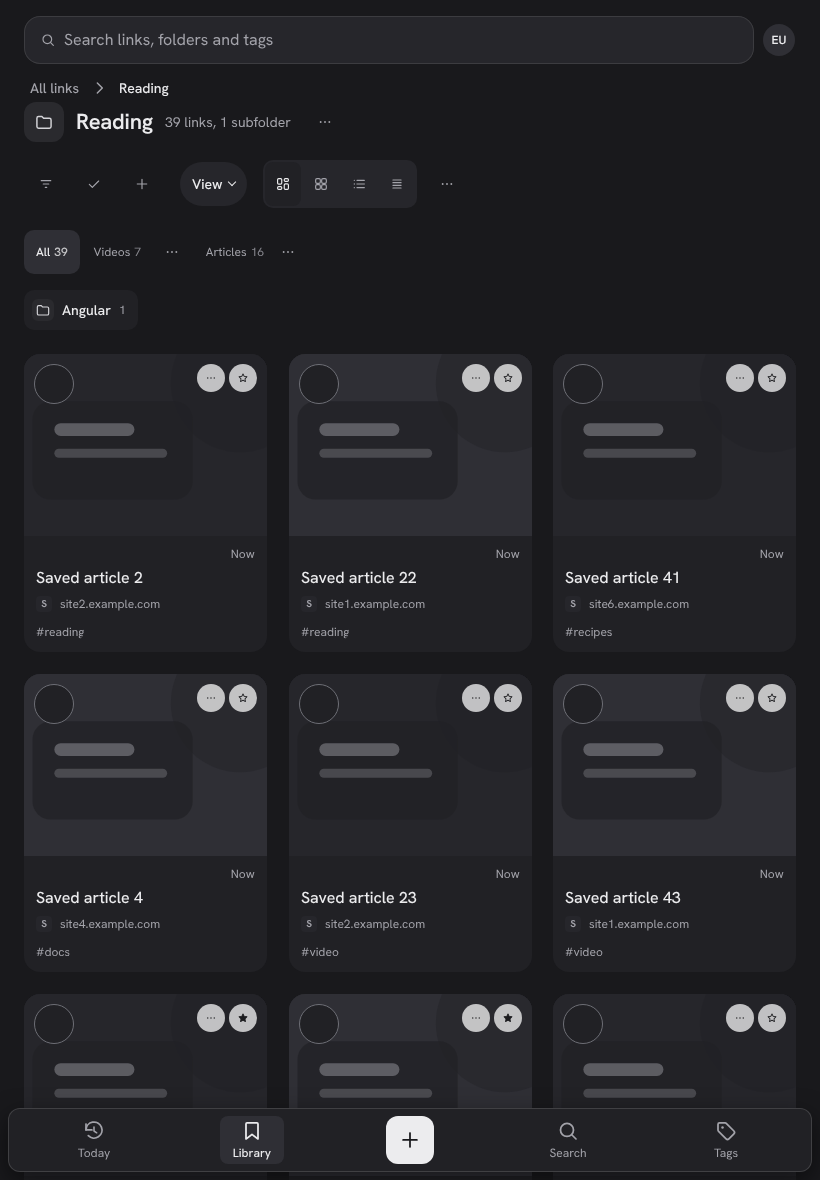 Search links, folders and tags
EU
All links
Reading
Reading
39 links, 1 subfolder
View
All 39
Videos 7
Articles 16
Angular 1
Now
Saved article 2
S
site2.example.com
#reading
Now
Saved article 22
S
site1.example.com
#reading
Now
Saved article 41
S
site6.example.com
#recipes
Now
Saved article 4
S
site4.example.com
#docs
Now
Saved article 23
S
site2.example.com
#video
Now
Saved article 43
S
site1.example.com
#video
Today
Library
Search
Tags